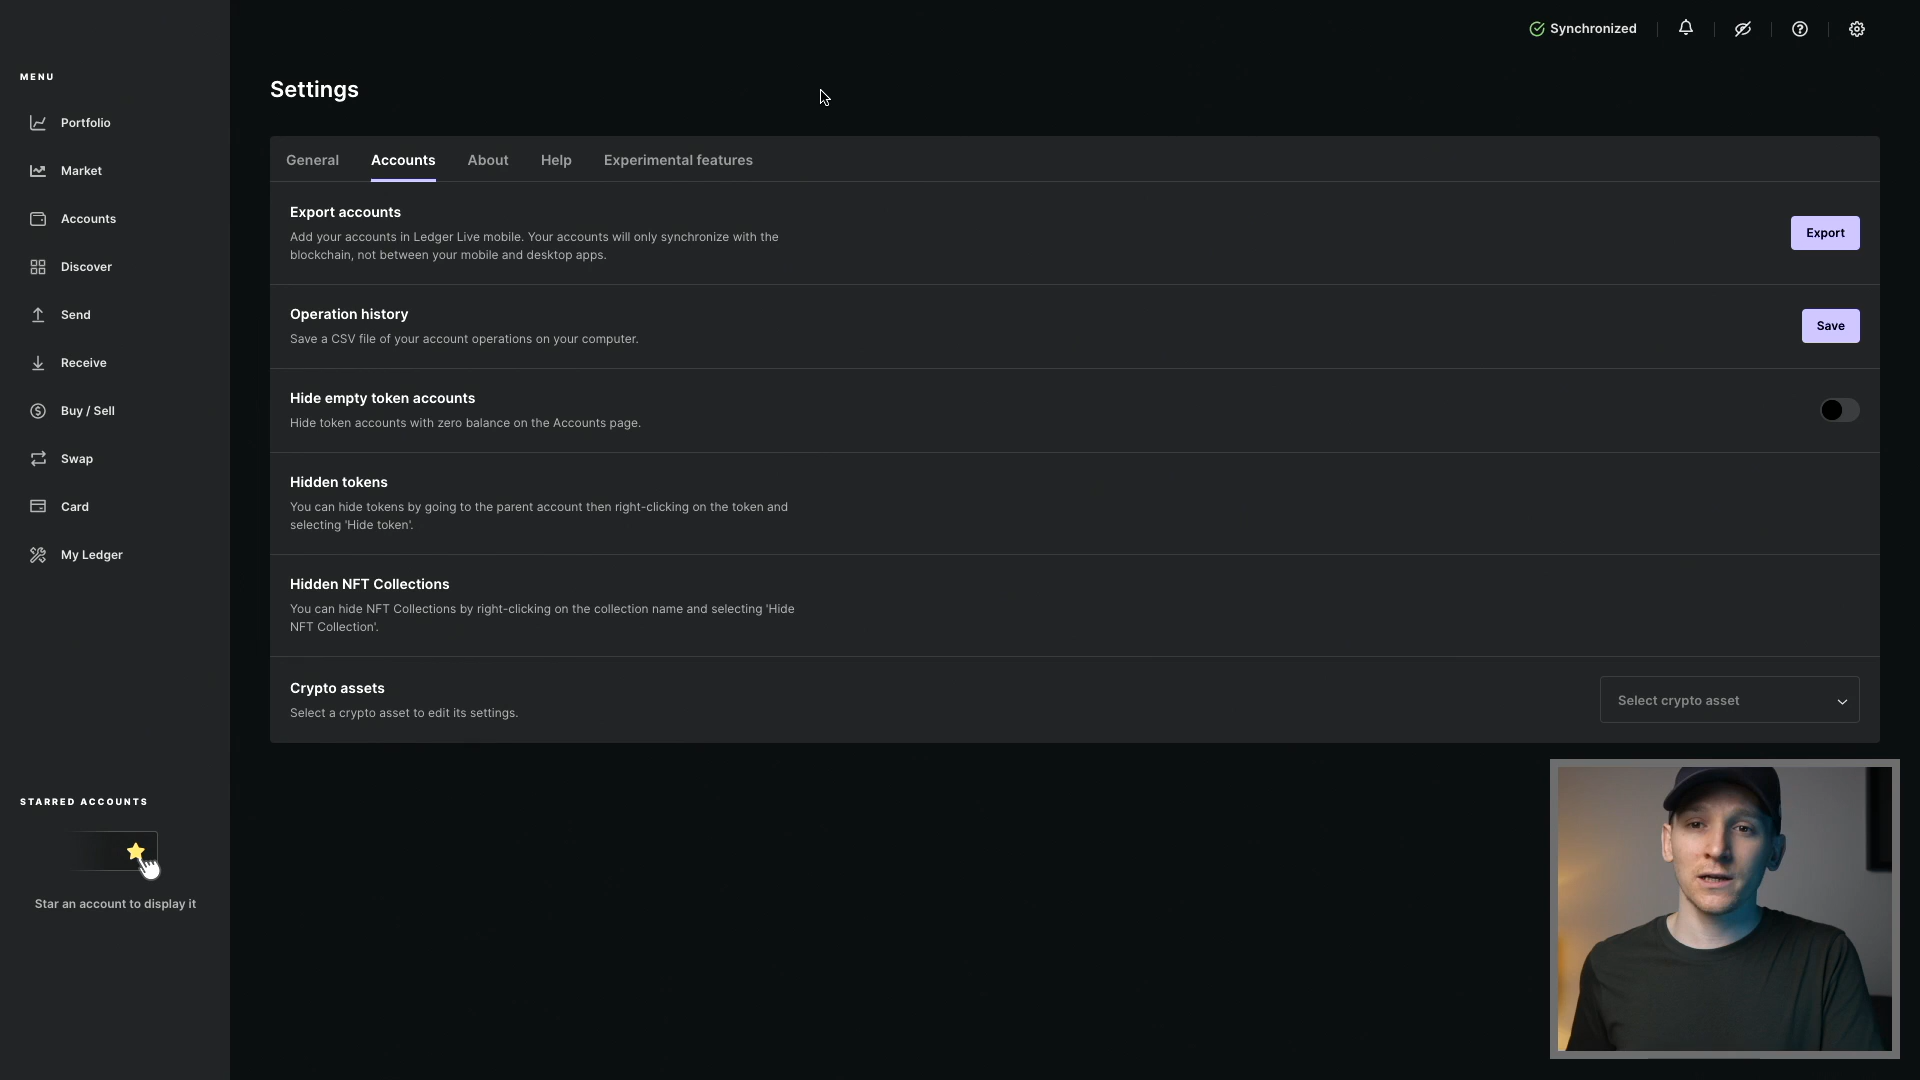 Synchronized
MENU
Portfolio
Market
Accounts
Discover
Send
Receive
Buy / Sell
Swap
Card
My Ledger
STARRED ACCOUNTS
Star an account to display it
Settings
General Accounts About Help Experimental features
Export accounts
Add your accounts in Ledger Live mobile. Your accounts will only synchronize with the
blockchain, not between your mobile and desktop apps.
Export
Operation history
Save a CSV file of your account operations on your computer.
Save
Hide empty token accounts
Hide token accounts with zero balance on the Accounts page.
Hidden tokens
You can hide tokens by going to the parent account then right-clicking on the token and
selecting 'Hide token'.
Hidden NFT Collections
You can hide NFT Collections by right-clicking on the collection name and selecting 'Hide
NFT Collection'.
Crypto assets
Select a crypto asset to edit its settings.
Select crypto asset